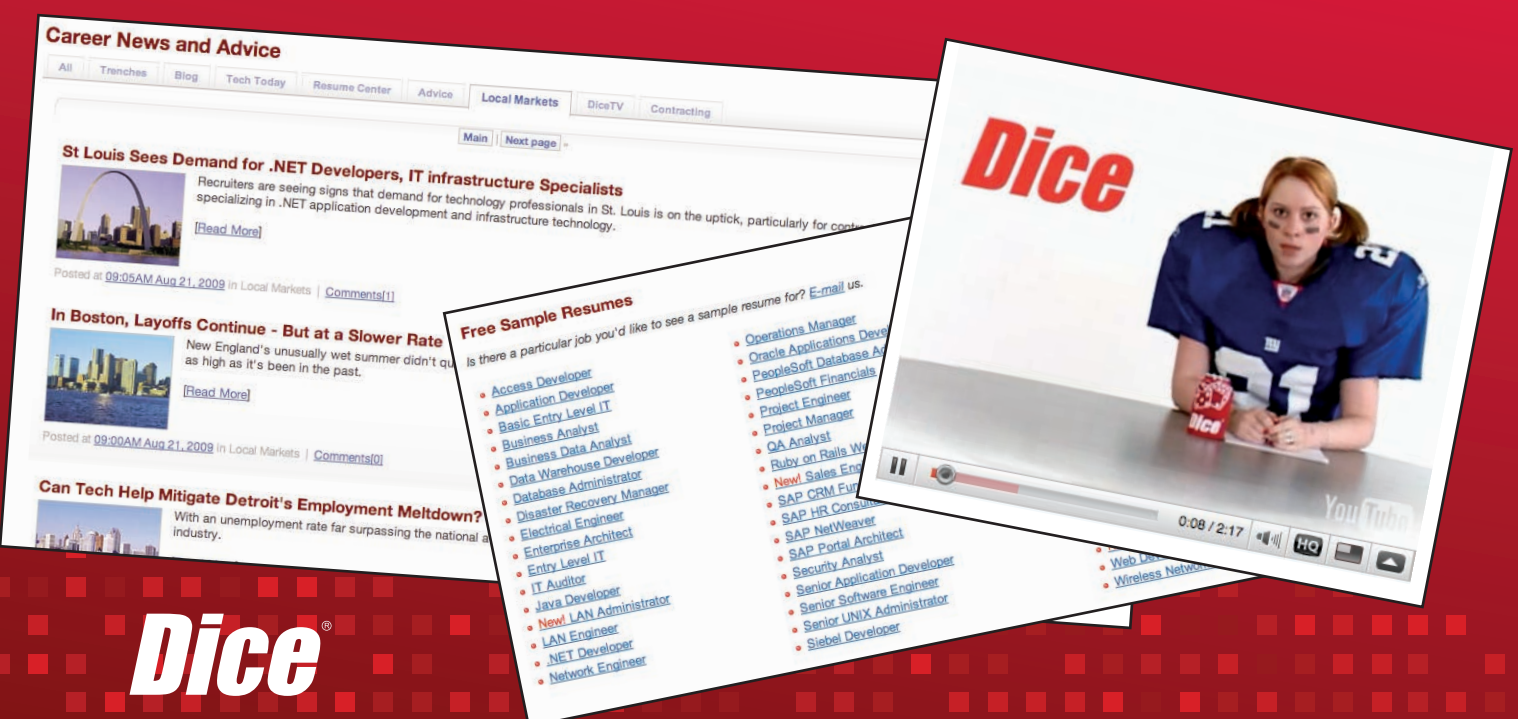 Career News and Advice
All Trenches Blog Tech Today Resume Center Advice Local Markets DiceTV Contracting
Main | Next page »
St Louis Sees Demand for .NET Developers, IT infrastructure Specialists
Recruiters are seeing signs that demand for technology professionals in St. Louis is on the uptick, particularly for
specializing in .NET application development and infrastructure technology.
[Read More]
Posted at 09:05AM Aug 21, 2009 in Local Markets | Comments[1]
In Boston, Layoffs Continue - But at a Slower Rate
New England's unusually wet summer didn't
as high as it's been in the past.
[Read More]
Posted at 09:00AM Aug 21, 2009 in Local Markets | Comments[0]
Can Tech Help Mitigate Detroit's Employment Meltdown?
With an unemployment rate far surpassing the national
industry.
Free Sample Resumes
Is there a particular job you'd like to see a sample resume for? E-mail us.
Access Developer
Application Developer
Basic Entry Level IT
Business Analyst
Business Data Analyst
Data Warehouse Developer
Database Administrator
Disaster Recovery Manager
Electrical Engineer
Enterprise Architect
Entry Level IT
IT Auditor
Java Developer
New! LAN Administrator
LAN Engineer
.NET Developer
Network Engineer
Operations Manager
Oracle Applications
PeopleSoft Database
PeopleSoft Financials
Project Engineer
Project Manager
QA Analyst
Ruby on Rails
New! Sales
SAP CRM
SAP HR
SAP NetWeaver
SAP Portal Architect
Security Analyst
Senior Application Developer
Senior Software Engineer
Senior UNIX Administrator
Siebel Developer
Web
Wireless
Dice
21
NY
21
Dice
YouTube
0:08 / 2:17
HQ
Dice®